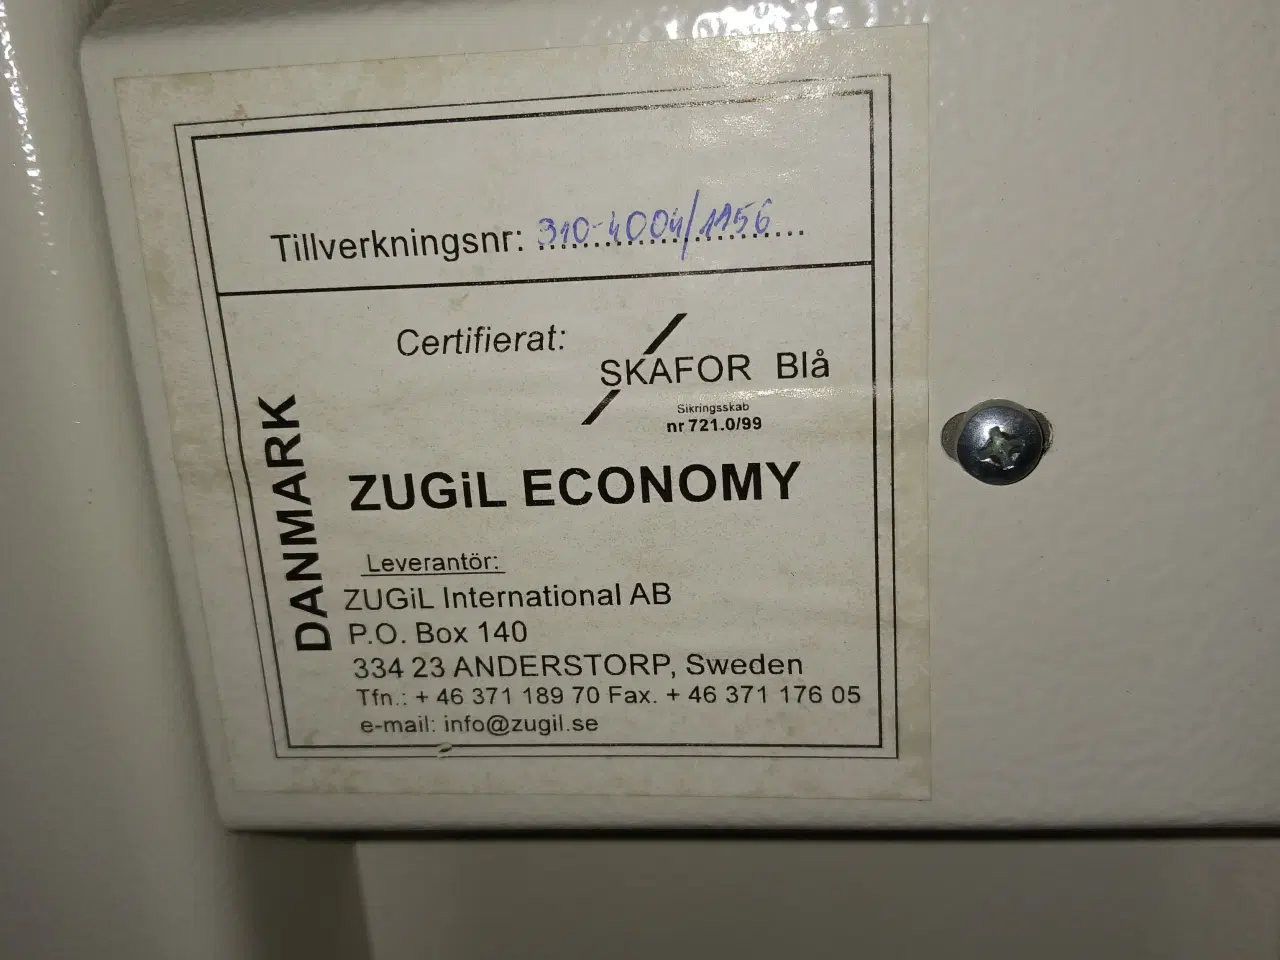 Tillverkningsnr: 310-4004/1156
Certifierat:
SKAFOR Blå
Sikringsskab
nr 721.0/99
DANMARK
ZUGiL ECONOMY
Leverantör:
ZUGiL International AB
P.O. Box 140
334 23 ANDERSTORP, Sweden
Tfn.: + 46 371 189 70 Fax. + 46 371 176 05
e-mail: info@zugil.se